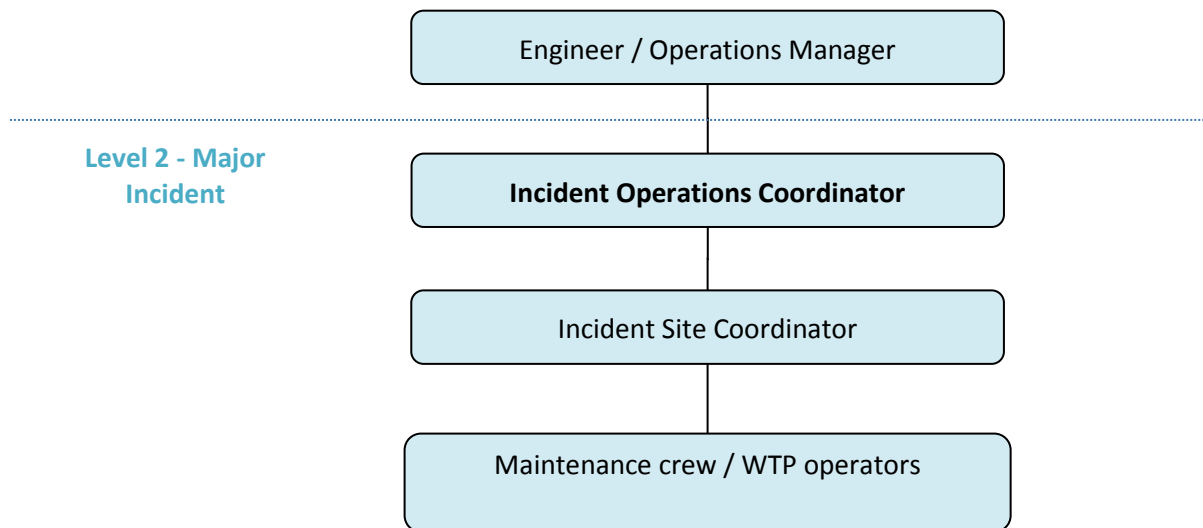 Engineer / Operations Manager
Level 2 - Major
Incident
Incident Operations Coordinator
Incident Site Coordinator
Maintenance crew / WTP operators